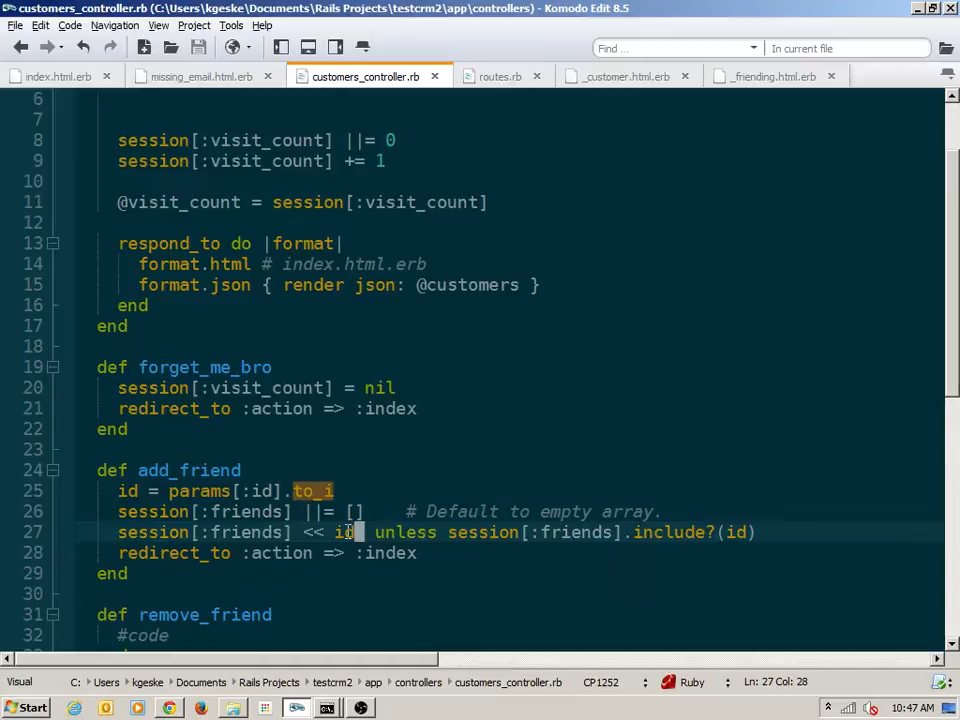 customers_controller.rb (C:\Users\kgeske\Documents\Rails Projects\testcrm2\app\controllers) - Komodo Edit 8.5
File Edit Code Navigation View Project Tools Help
Find ... In current file
index.html.erb missing_email.html.erb customers_controller.rb routes.rb _customer.html.erb _friending.html.erb
6
7
8 session[:visit_count] ||= 0
9 session[:visit_count] += 1
10
11 @visit_count = session[:visit_count]
12
13 respond_to do |format|
14 format.html # index.html.erb
15 format.json { render json: @customers }
16 end
17 end
18
19 def forget_me_bro
20 session[:visit_count] = nil
21 redirect_to :action => :index
22 end
23
24 def add_friend
25 id = params[:id].to_i
26 session[:friends] ||= [] # Default to empty array.
27 session[:friends] << id unless session[:friends].include?(id)
28 redirect_to :action => :index
29 end
30
31 def remove_friend
32 #code
Visual C: Users kgeske Documents Rails Projects testcrm2 app controllers customers_controller.rb CP1252 Ruby Ln: 27 Col: 28
Start 10:47 AM